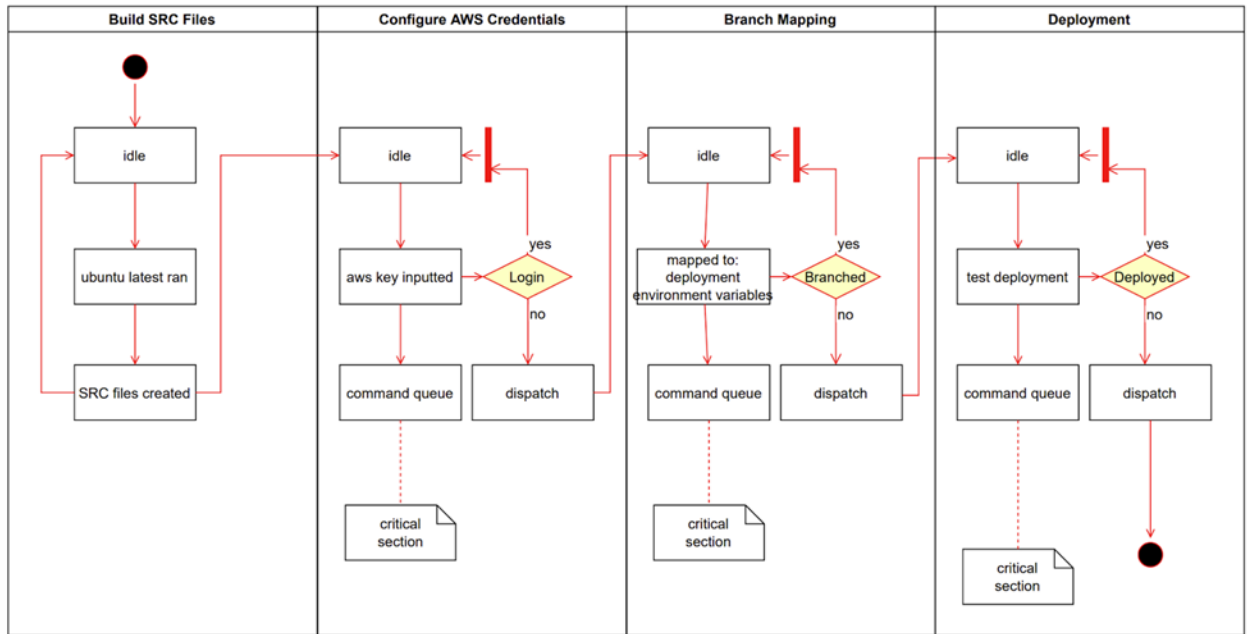 Build SRC Files
Configure AWS Credentials
Branch Mapping
Deployment
idle
ubuntu latest ran
SRC files created
idle
aws key inputted
Login
yes
no
command queue
dispatch
critical
section
idle
mapped to:
deployment
environment variables
Branched
yes
no
command queue
dispatch
critical
section
idle
test deployment
Deployed
yes
no
command queue
dispatch
critical
section